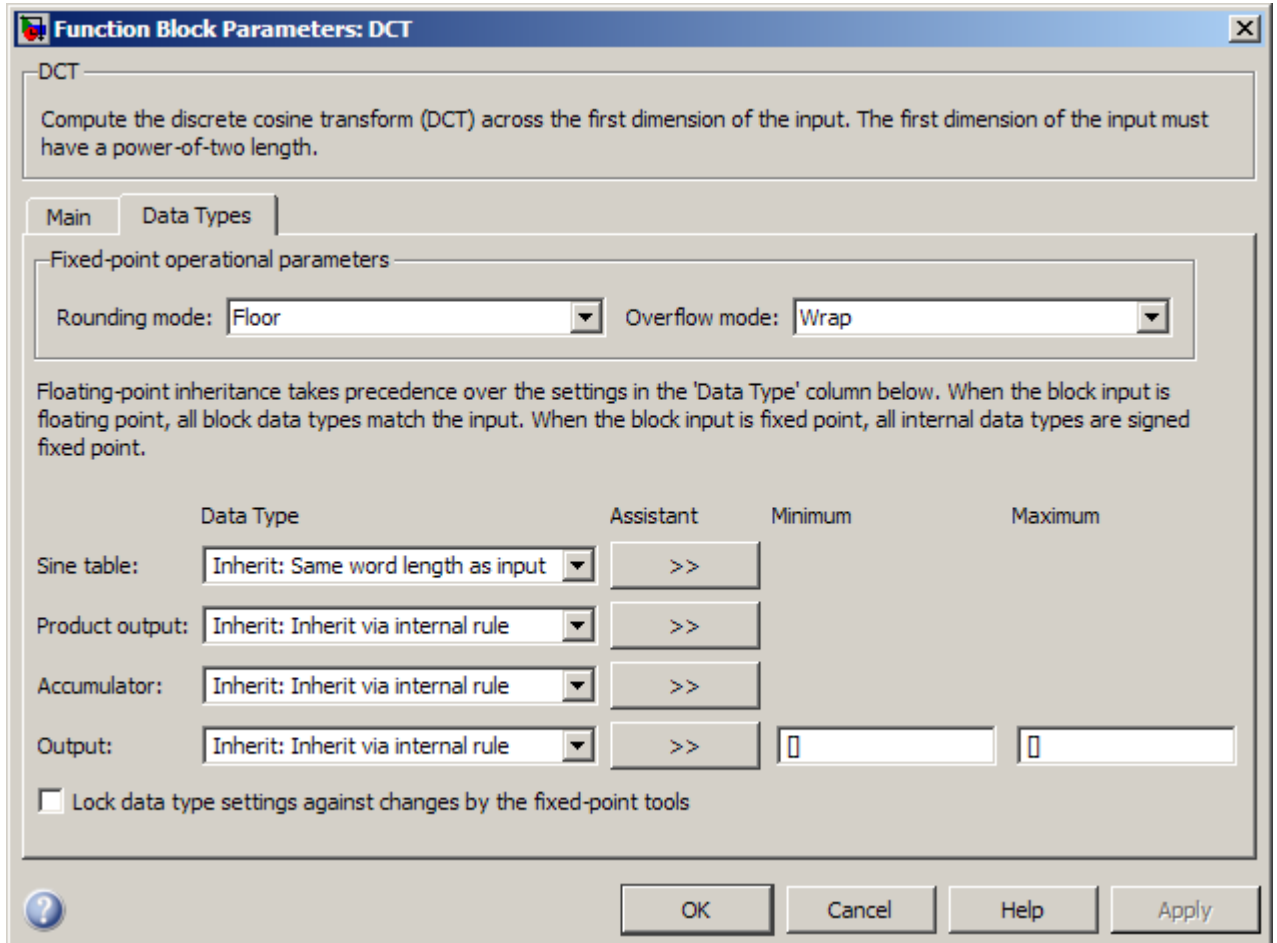 Function Block Parameters: DCT
DCT
Compute the discrete cosine transform (DCT) across the first dimension of the input. The first dimension of the input must
have a power-of-two length.
Main Data Types
Fixed-point operational parameters
Rounding mode: Floor Overflow mode: Wrap
Floating-point inheritance takes precedence over the settings in the 'Data Type' column below. When the block input is
floating point, all block data types match the input. When the block input is fixed point, all internal data types are signed
fixed point.
Data Type Assistant Minimum Maximum
Sine table: Inherit: Same word length as input >>
Product output: Inherit: Inherit via internal rule >>
Accumulator: Inherit: Inherit via internal rule >>
Output: Inherit: Inherit via internal rule >> [] []
Lock data type settings against changes by the fixed-point tools
? OK Cancel Help Apply